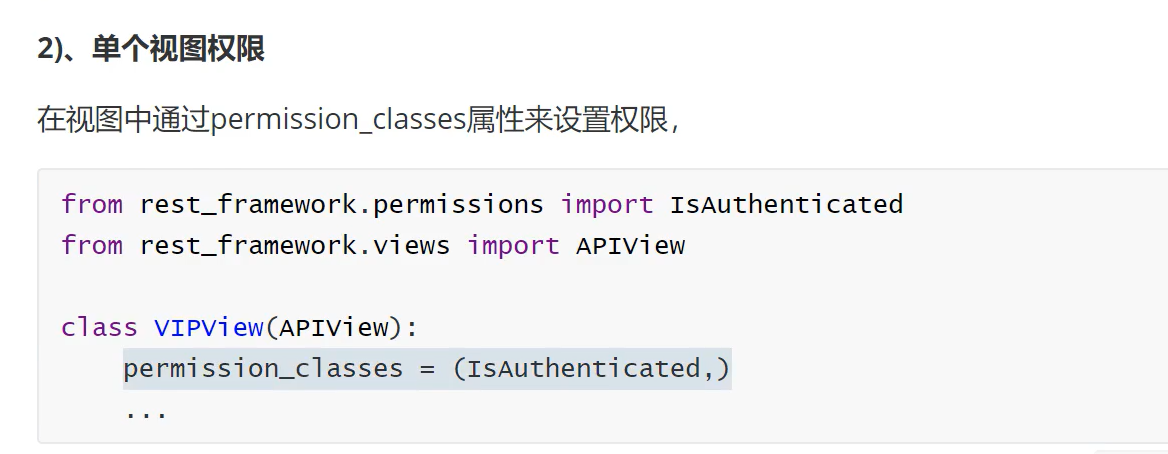 2)、单个视图权限
在视图中通过permission_classes属性来设置权限，
from rest_framework.permissions import IsAuthenticated
from rest_framework.views import APIView
class VIPView(APIView):
    permission_classes = (IsAuthenticated,)
    ...